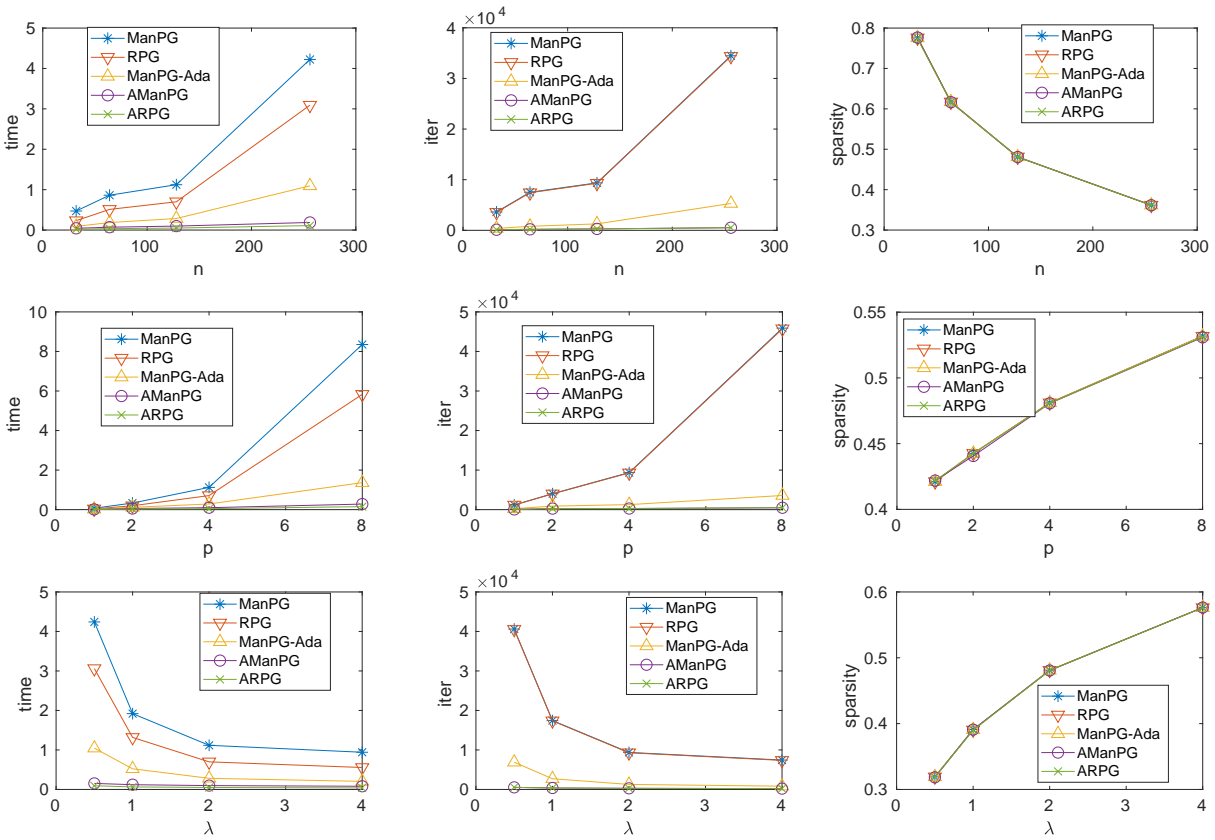 5
4
3
2
1
0
0
100
200
300
time
n
ManPG
RPG
ManPG-Ada
AManPG
ARPG
×10^4
4
3
2
1
0
0
100
200
300
iter
n
ManPG
RPG
ManPG-Ada
AManPG
ARPG
0.8
0.7
0.6
0.5
0.4
0.3
0
100
200
300
sparsity
n
ManPG
RPG
ManPG-Ada
AManPG
ARPG
10
8
6
4
2
0
0
2
4
6
8
time
p
ManPG
RPG
ManPG-Ada
AManPG
ARPG
×10^4
5
4
3
2
1
0
0
2
4
6
8
iter
p
ManPG
RPG
ManPG-Ada
AManPG
ARPG
0.55
0.5
0.45
0.4
0
2
4
6
8
sparsity
p
ManPG
RPG
ManPG-Ada
AManPG
ARPG
5
4
3
2
1
0
0
1
2
3
4
time
λ
ManPG
RPG
ManPG-Ada
AManPG
ARPG
×10^4
5
4
3
2
1
0
0
1
2
3
4
iter
λ
ManPG
RPG
ManPG-Ada
AManPG
ARPG
0.6
0.5
0.4
0.3
0
1
2
3
4
sparsity
λ
ManPG
RPG
ManPG-Ada
AManPG
ARPG